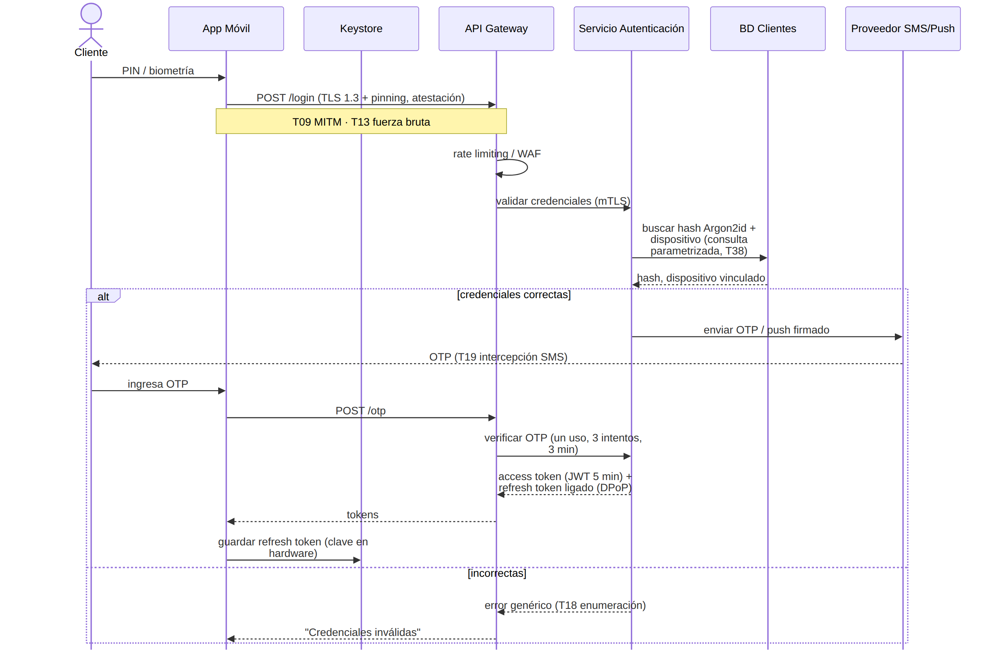 Cliente
App Móvil
Keystore
API Gateway
Servicio Autenticación
BD Clientes
Proveedor SMS/Push
PIN / biometría
POST /login (TLS 1.3 + pinning, atestación)
T09 MITM · T13 fuerza bruta
rate limiting / WAF
validar credenciales (mTLS)
buscar hash Argon2id +
dispositivo (consulta
parametrizada, T38)
hash, dispositivo vinculado
alt
[credenciales correctas]
enviar OTP / push firmado
OTP (T19 intercepción SMS)
ingresa OTP
POST /otp
verificar OTP (un uso, 3 intentos,
3 min)
access token (JWT 5 min) +
refresh token ligado (DPoP)
tokens
guardar refresh token (clave en
hardware)
[incorrectas]
error genérico (T18 enumeración)
"Credenciales inválidas"